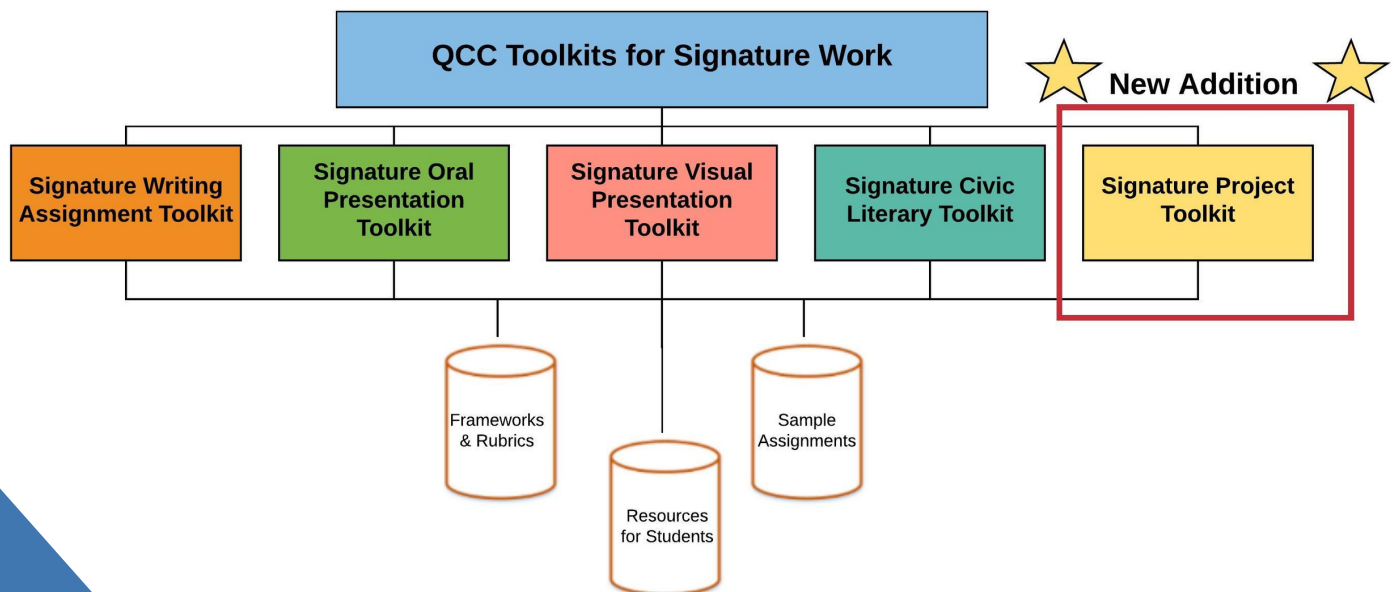 QCC Toolkits for Signature Work
New Addition
Signature Writing
Assignment Toolkit
Signature Oral
Presentation
Toolkit
Signature Visual
Presentation
Toolkit
Signature Civic
Literary Toolkit
Signature Project
Toolkit
Frameworks
& Rubrics
Resources
for Students
Sample
Assignments